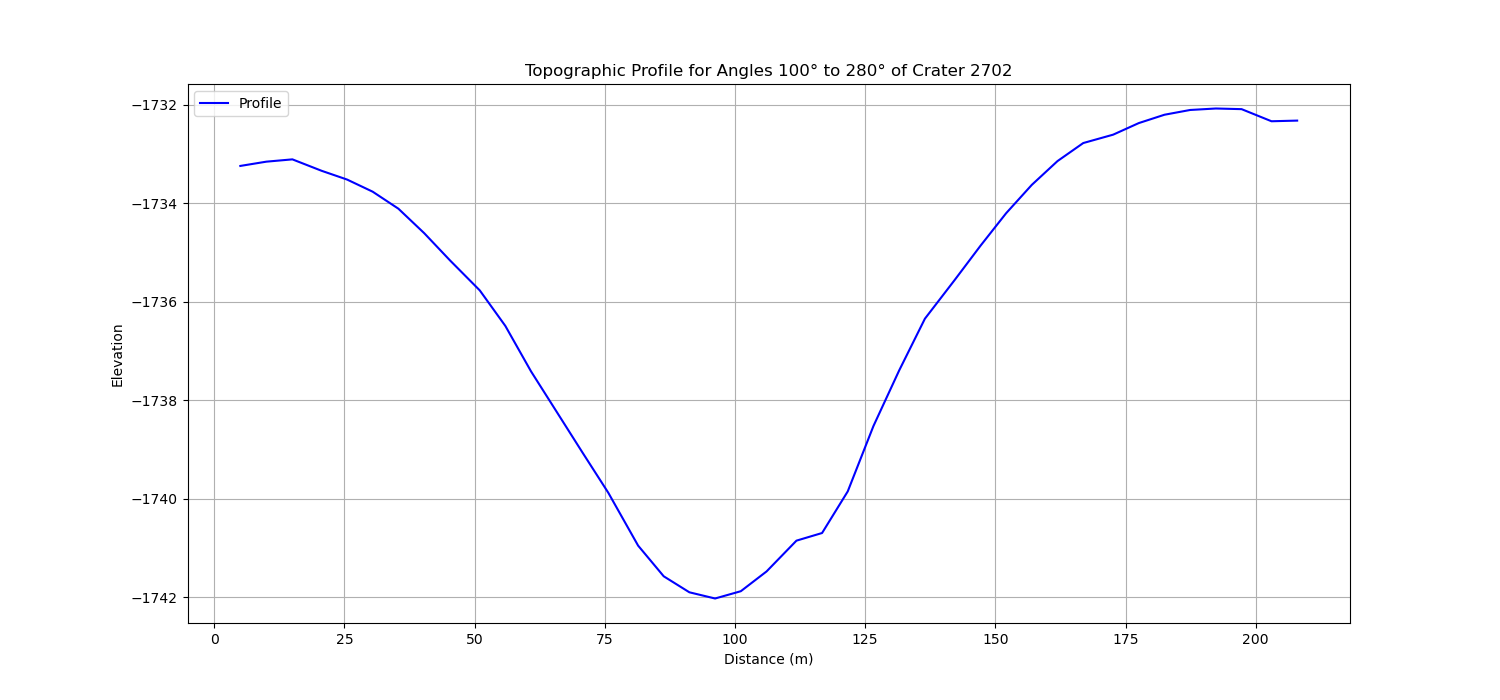 Topographic Profile for Angles 100° to 280° of Crater 2702
Profile
−1732
−1734
−1736
−1738
−1740
−1742
Elevation
0 25 50 75 100 125 150 175 200
Distance (m)